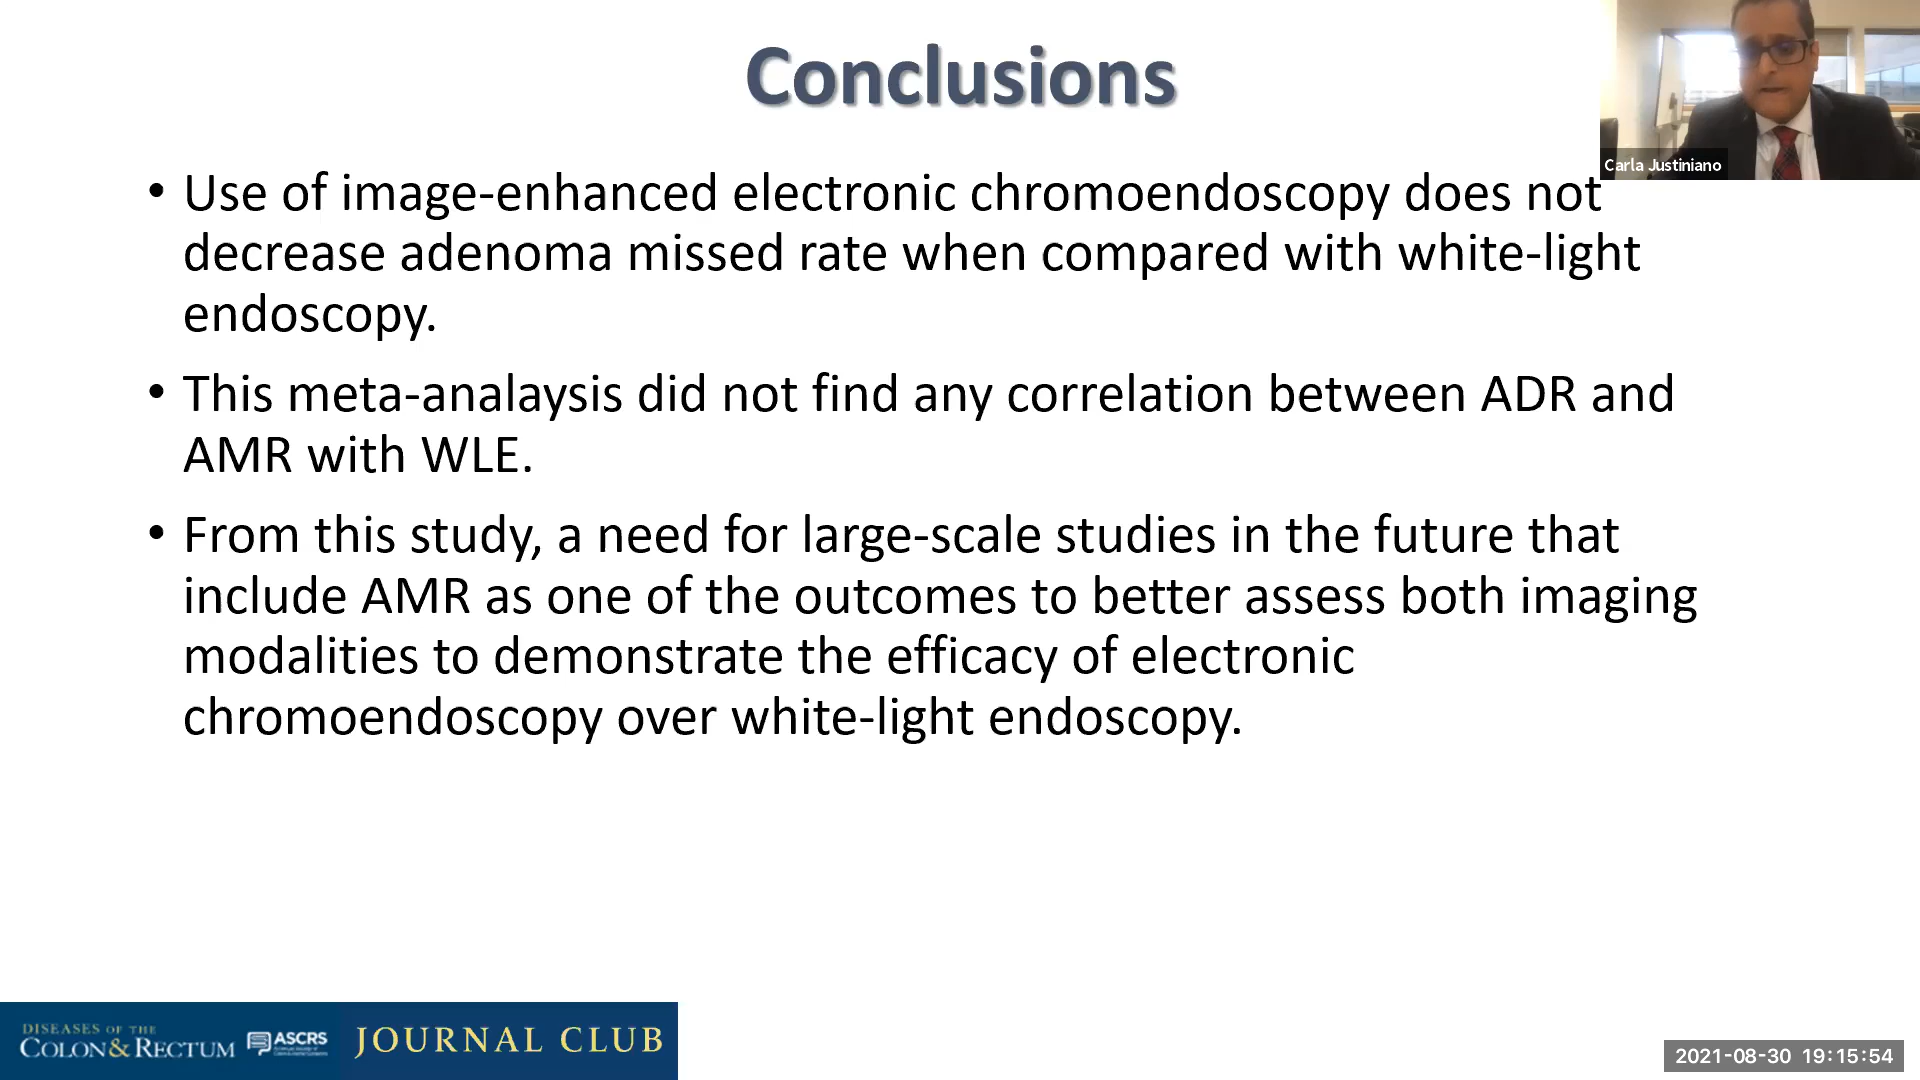 Conclusions
Carla Justiniano
• Use of image-enhanced electronic chromoendoscopy does not
decrease adenoma missed rate when compared with white-light
endoscopy.
• This meta-analaysis did not find any correlation between ADR and
AMR with WLE.
• From this study, a need for large-scale studies in the future that
include AMR as one of the outcomes to better assess both imaging
modalities to demonstrate the efficacy of electronic
chromoendoscopy over white-light endoscopy.
DISEASES OF THE
COLON & RECTUM
ASCRS
JOURNAL CLUB
2021-08-30 19:15:54